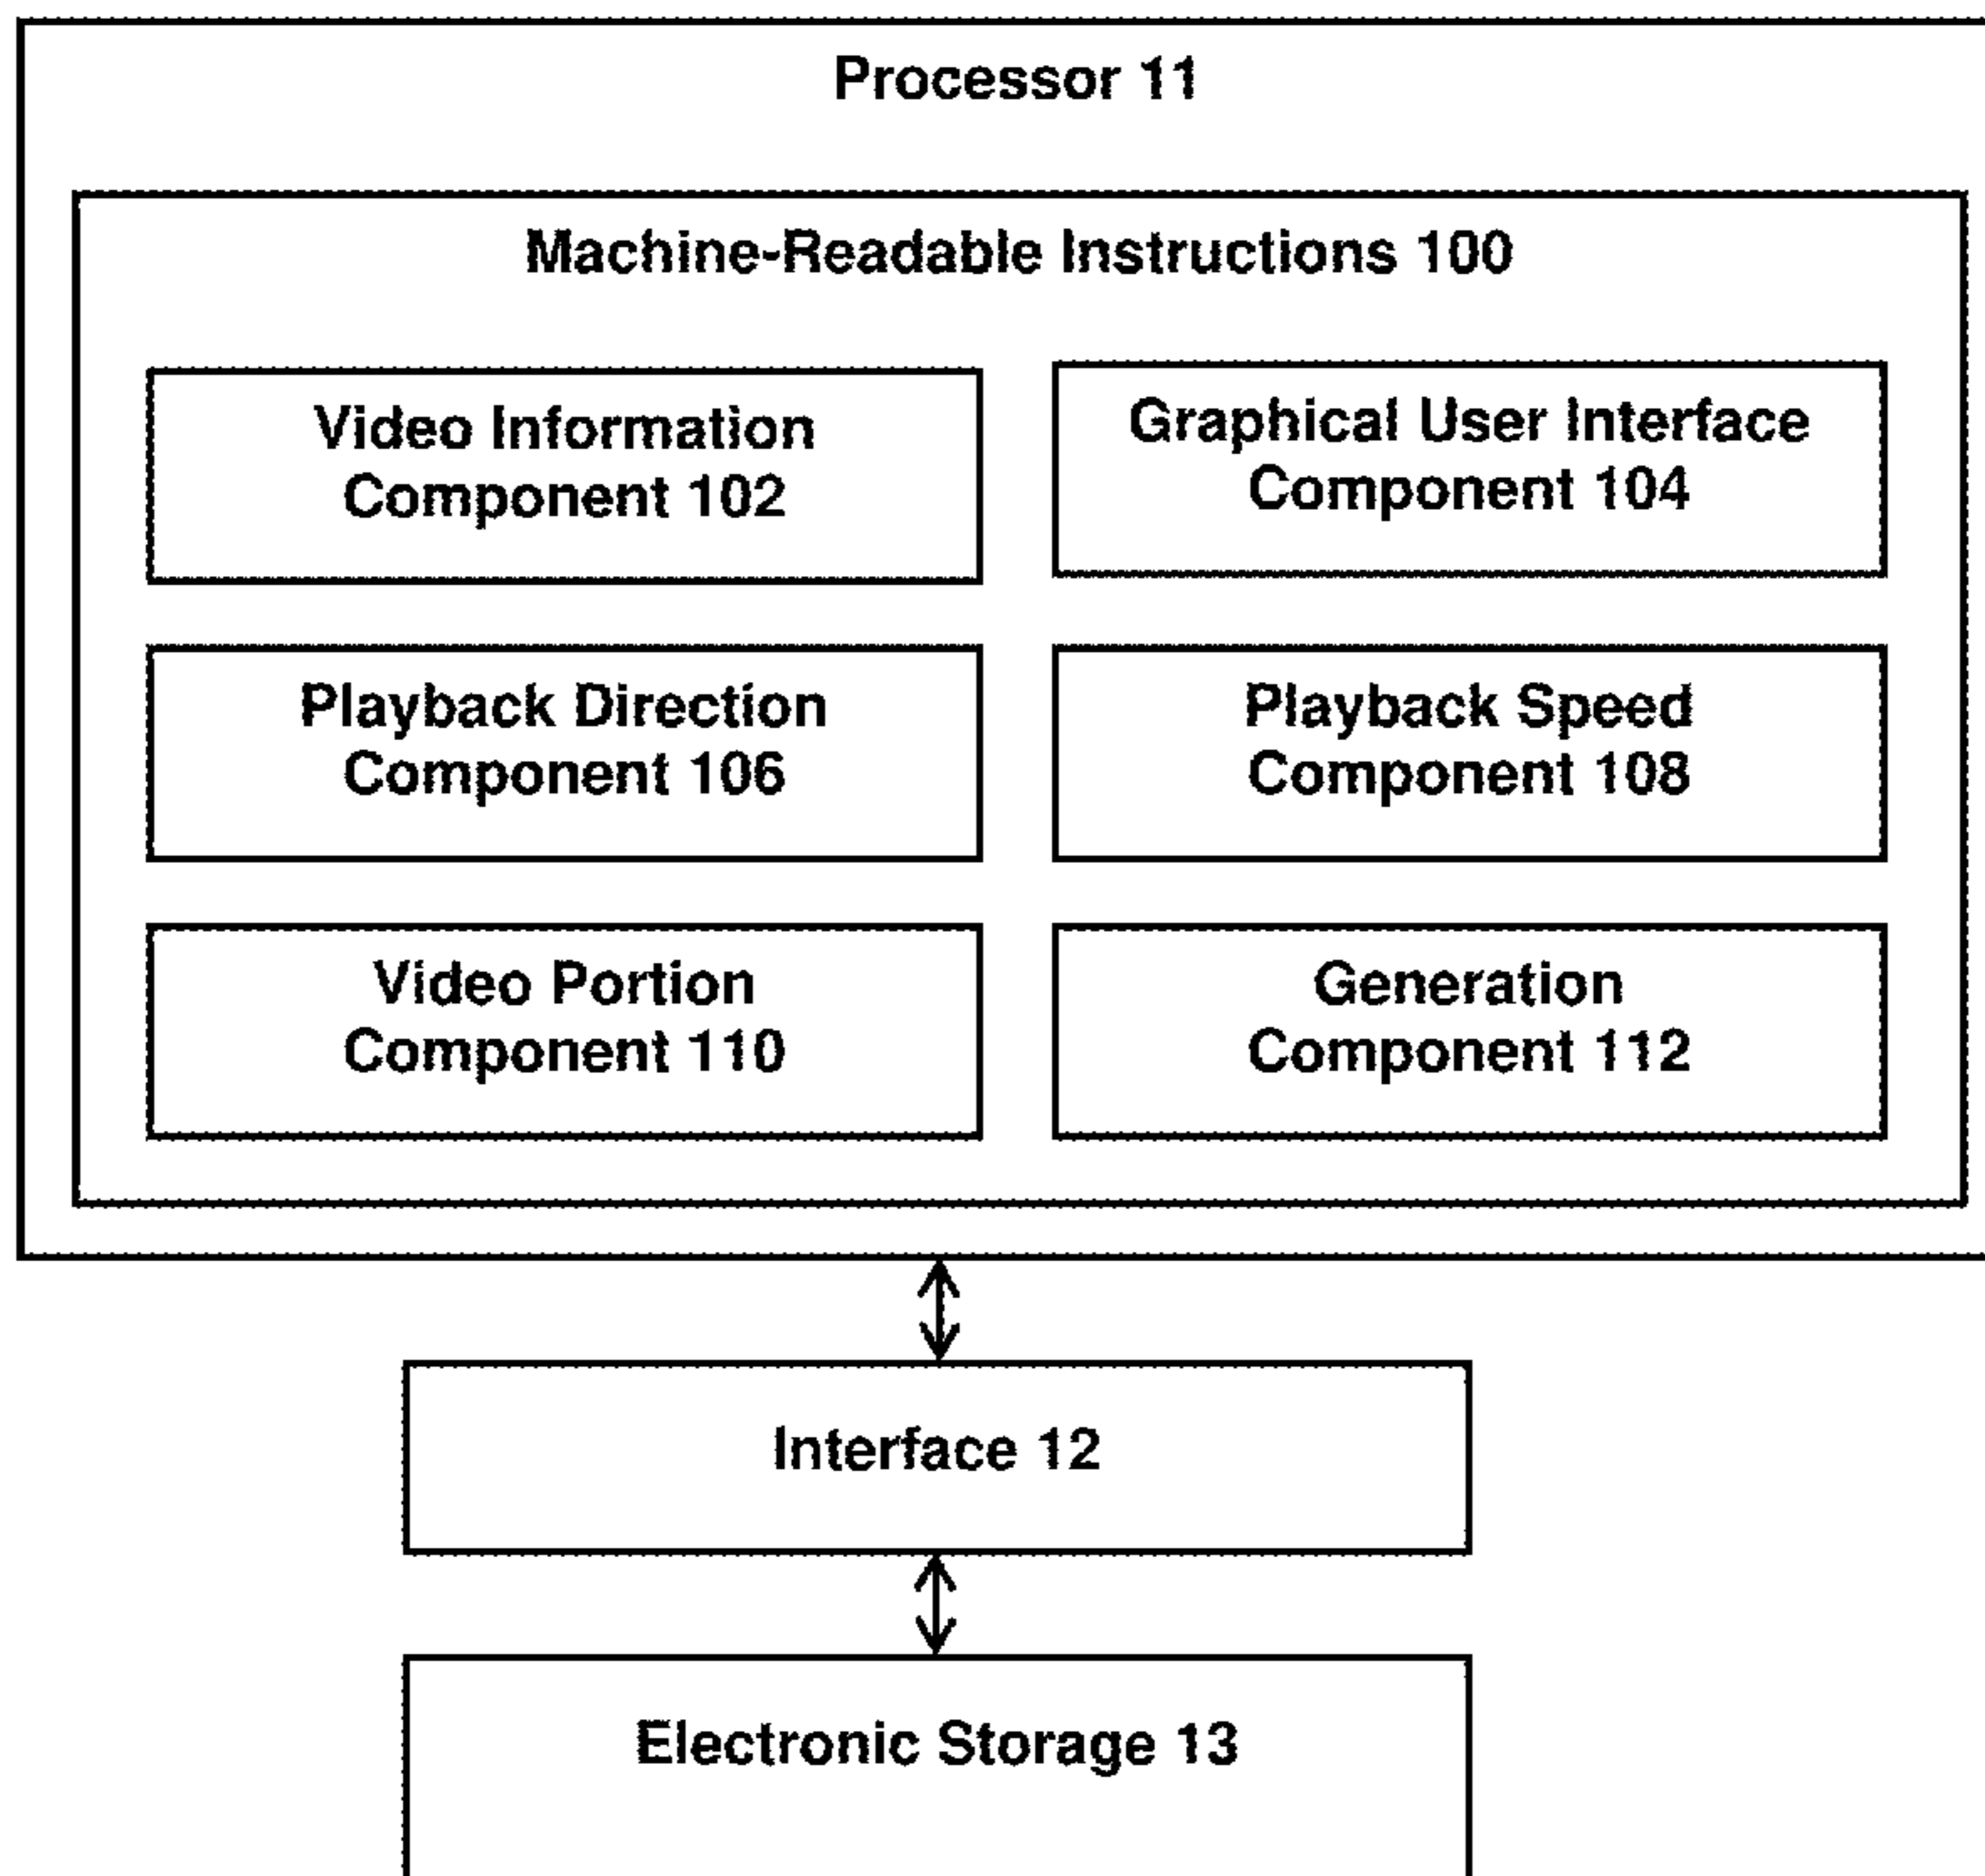 Processor 11
Machine-Readable Instructions 100
Video Information
Component 102
Graphical User Interface
Component 104
Playback Direction
Component 106
Playback Speed
Component 108
Video Portion
Component 110
Generation
Component 112
Interface 12
Electronic Storage 13